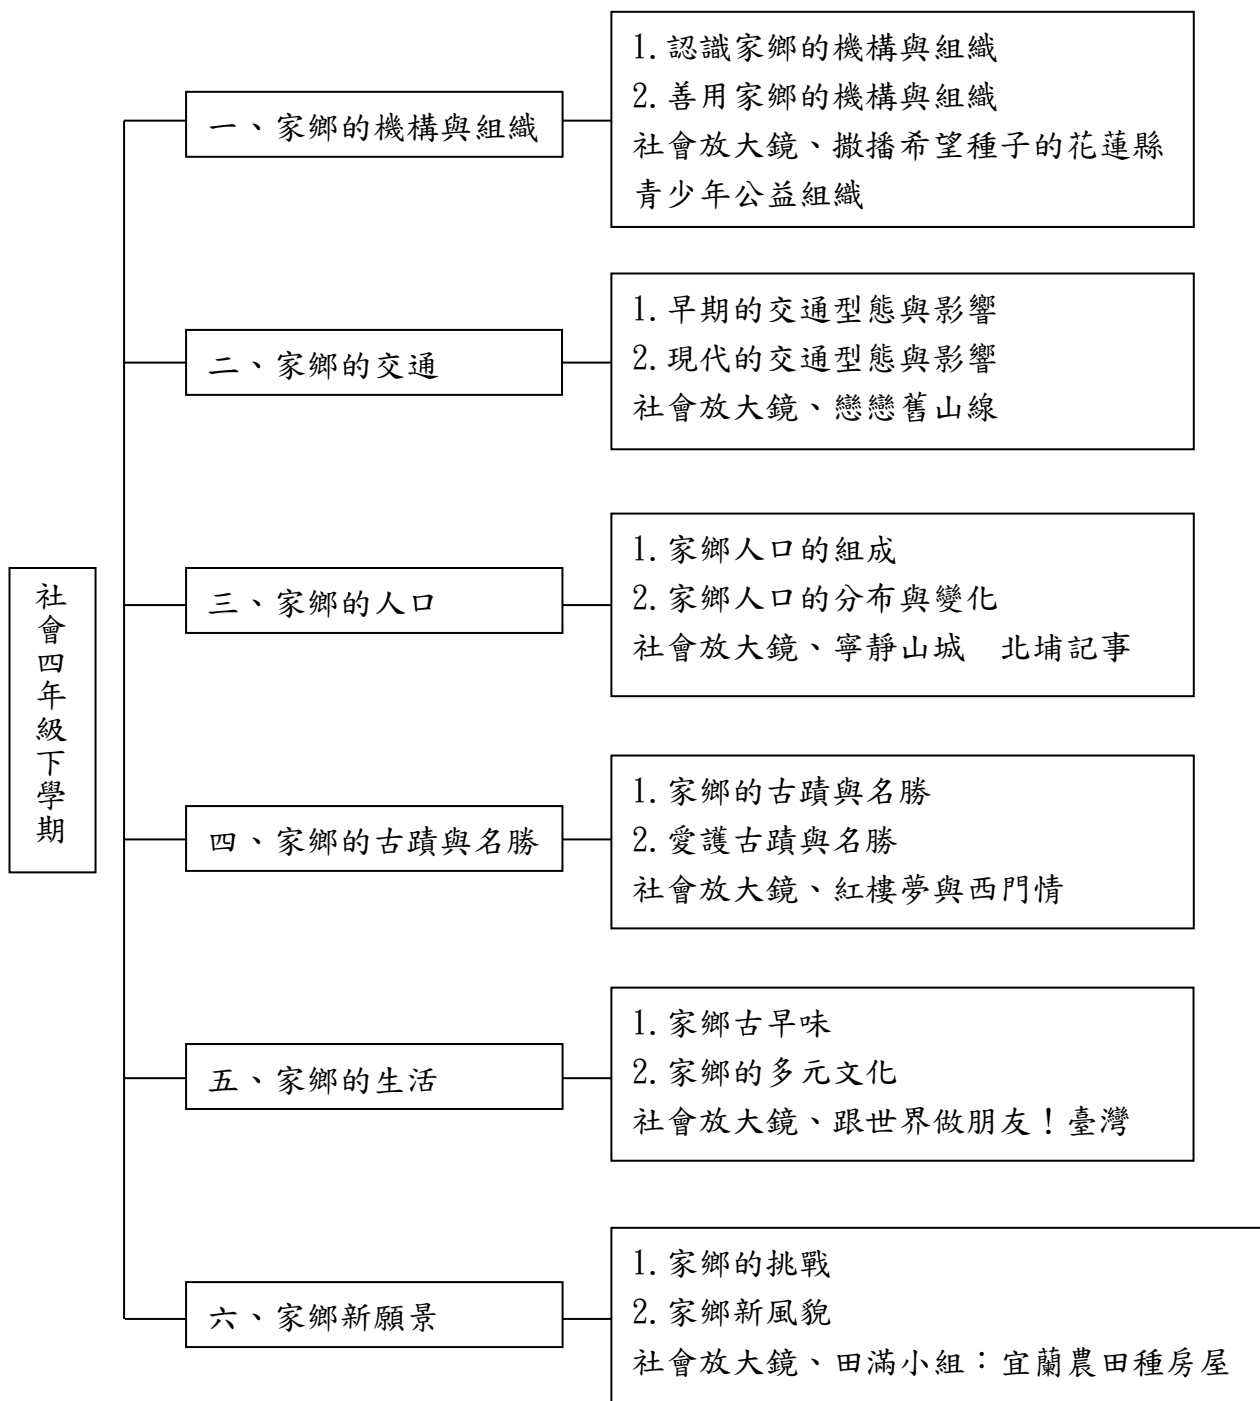 社會四年級下學期
一、家鄉的機構與組織
1.認識家鄉的機構與組織
2.善用家鄉的機構與組織
社會放大鏡、撒播希望種子的花蓮縣
青少年公益組織
二、家鄉的交通
1.早期的交通型態與影響
2.現代的交通型態與影響
社會放大鏡、戀戀舊山線
三、家鄉的人口
1.家鄉人口的組成
2.家鄉人口的分布與變化
社會放大鏡、寧靜山城　北埔記事
四、家鄉的古蹟與名勝
1.家鄉的古蹟與名勝
2.愛護古蹟與名勝
社會放大鏡、紅樓夢與西門情
五、家鄉的生活
1.家鄉古早味
2.家鄉的多元文化
社會放大鏡、跟世界做朋友！臺灣
六、家鄉新願景
1.家鄉的挑戰
2.家鄉新風貌
社會放大鏡、田滿小組：宜蘭農田種房屋